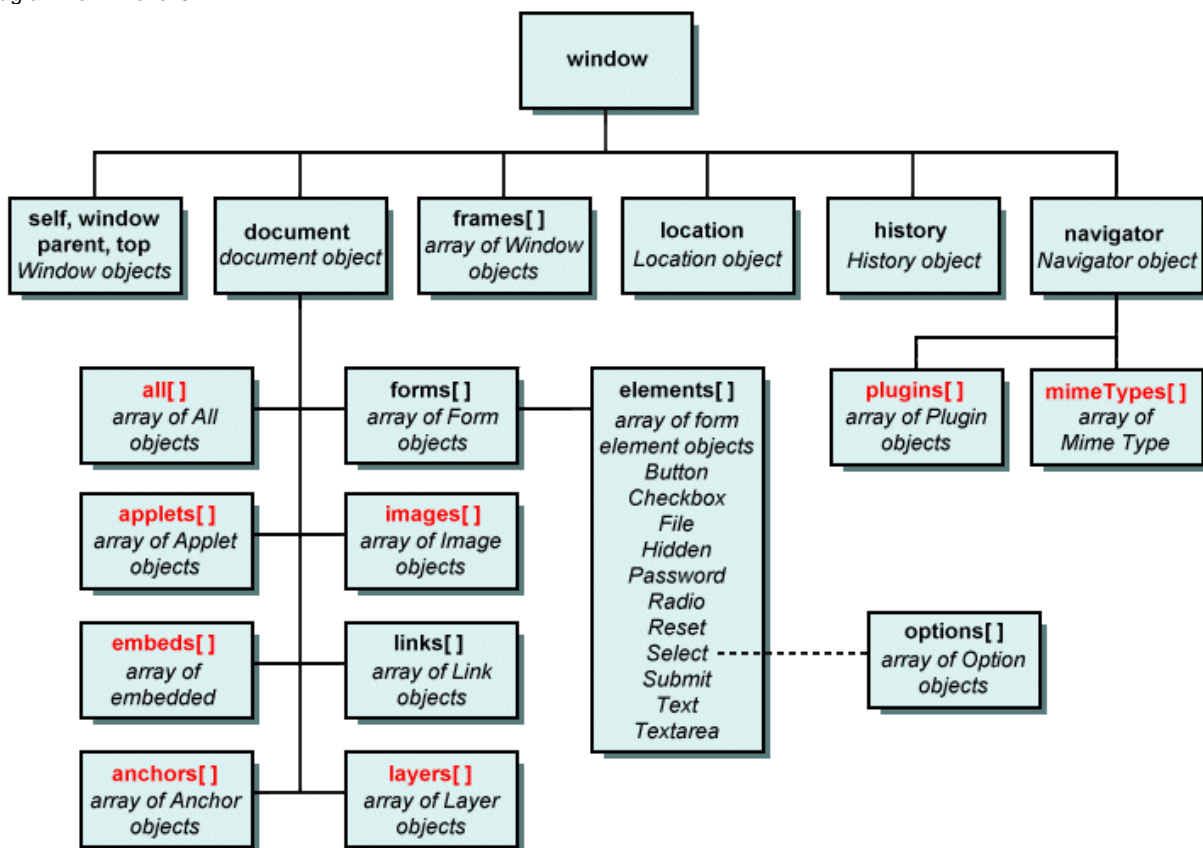 window
self, window
parent, top
Window objects
document
document object
frames[ ]
array of Window
objects
location
Location object
history
History object
navigator
Navigator object
all[ ]
array of All
objects
forms[ ]
array of Form
objects
elements[ ]
array of form
element objects
Button
Checkbox
File
Hidden
Password
Radio
Reset
Select
Submit
Text
Textarea
plugins[ ]
array of Plugin
objects
mimeTypes[ ]
array of
Mime Type
applets[ ]
array of Applet
objects
images[ ]
array of Image
objects
embeds[ ]
array of
embedded
links[ ]
array of Link
objects
options[ ]
array of Option
objects
anchors[ ]
array of Anchor
objects
layers[ ]
array of Layer
objects